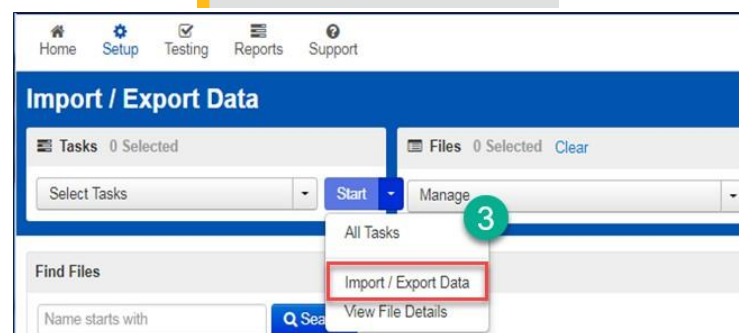 Home Setup Testing Reports Support
Import / Export Data
Tasks 0 Selected
Files 0 Selected Clear
Select Tasks
Start
Manage
3
All Tasks
Find Files
Import / Export Data
Name starts with
View File Details